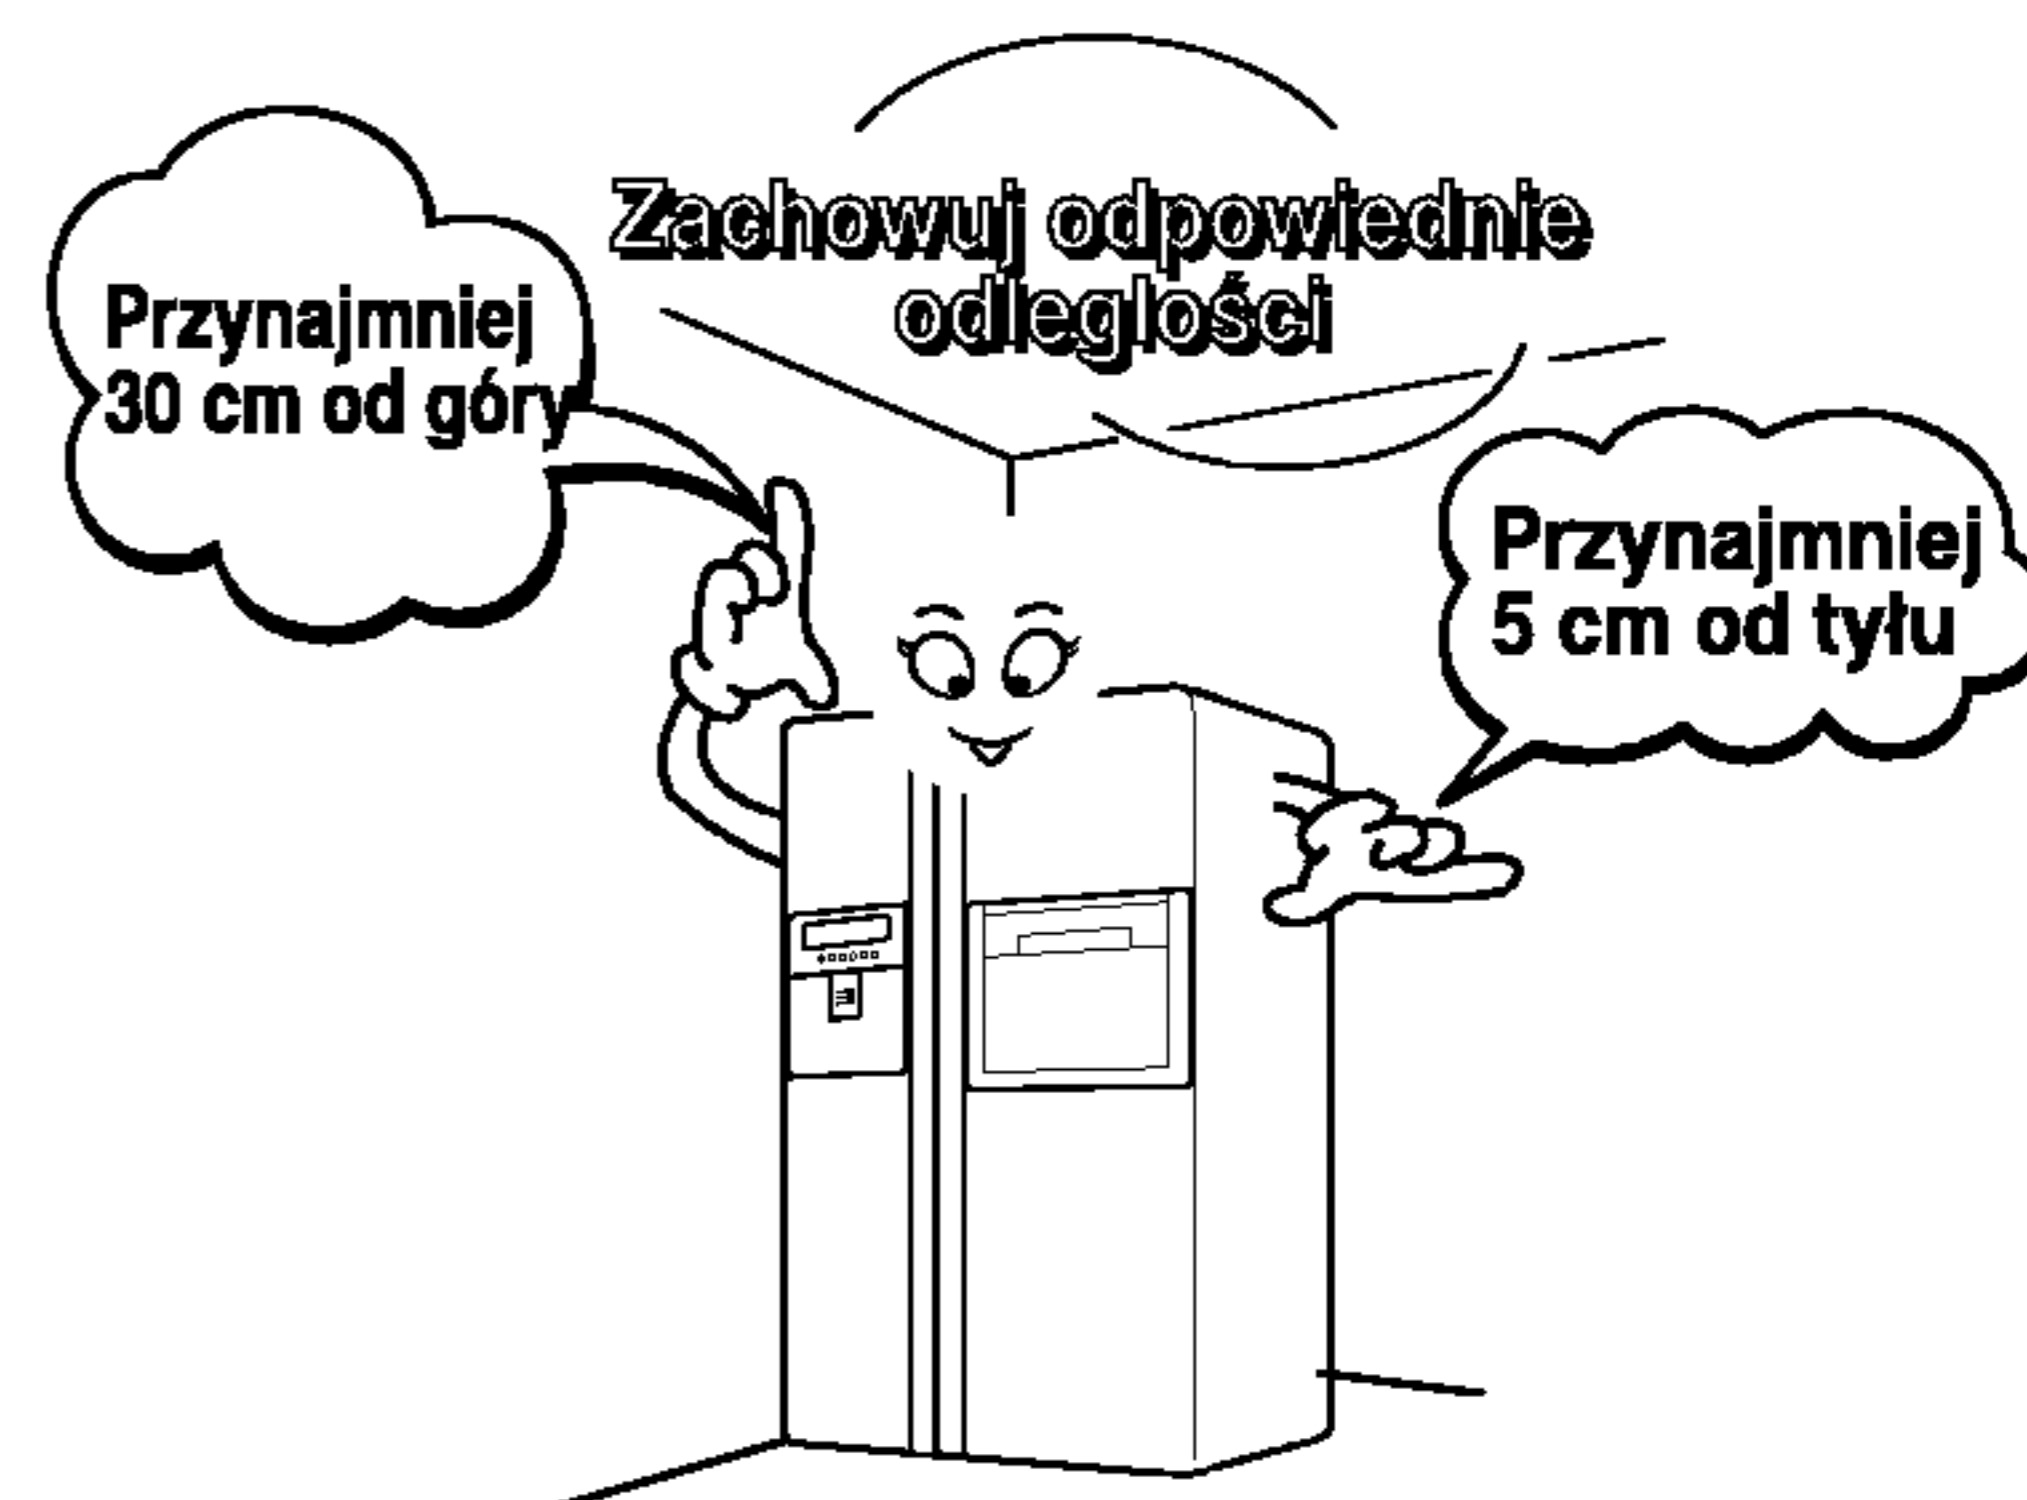 Zachowuj odpowiednie
odległości
Przynajmniej
30 cm od góry
Przynajmniej
5 cm od tyłu